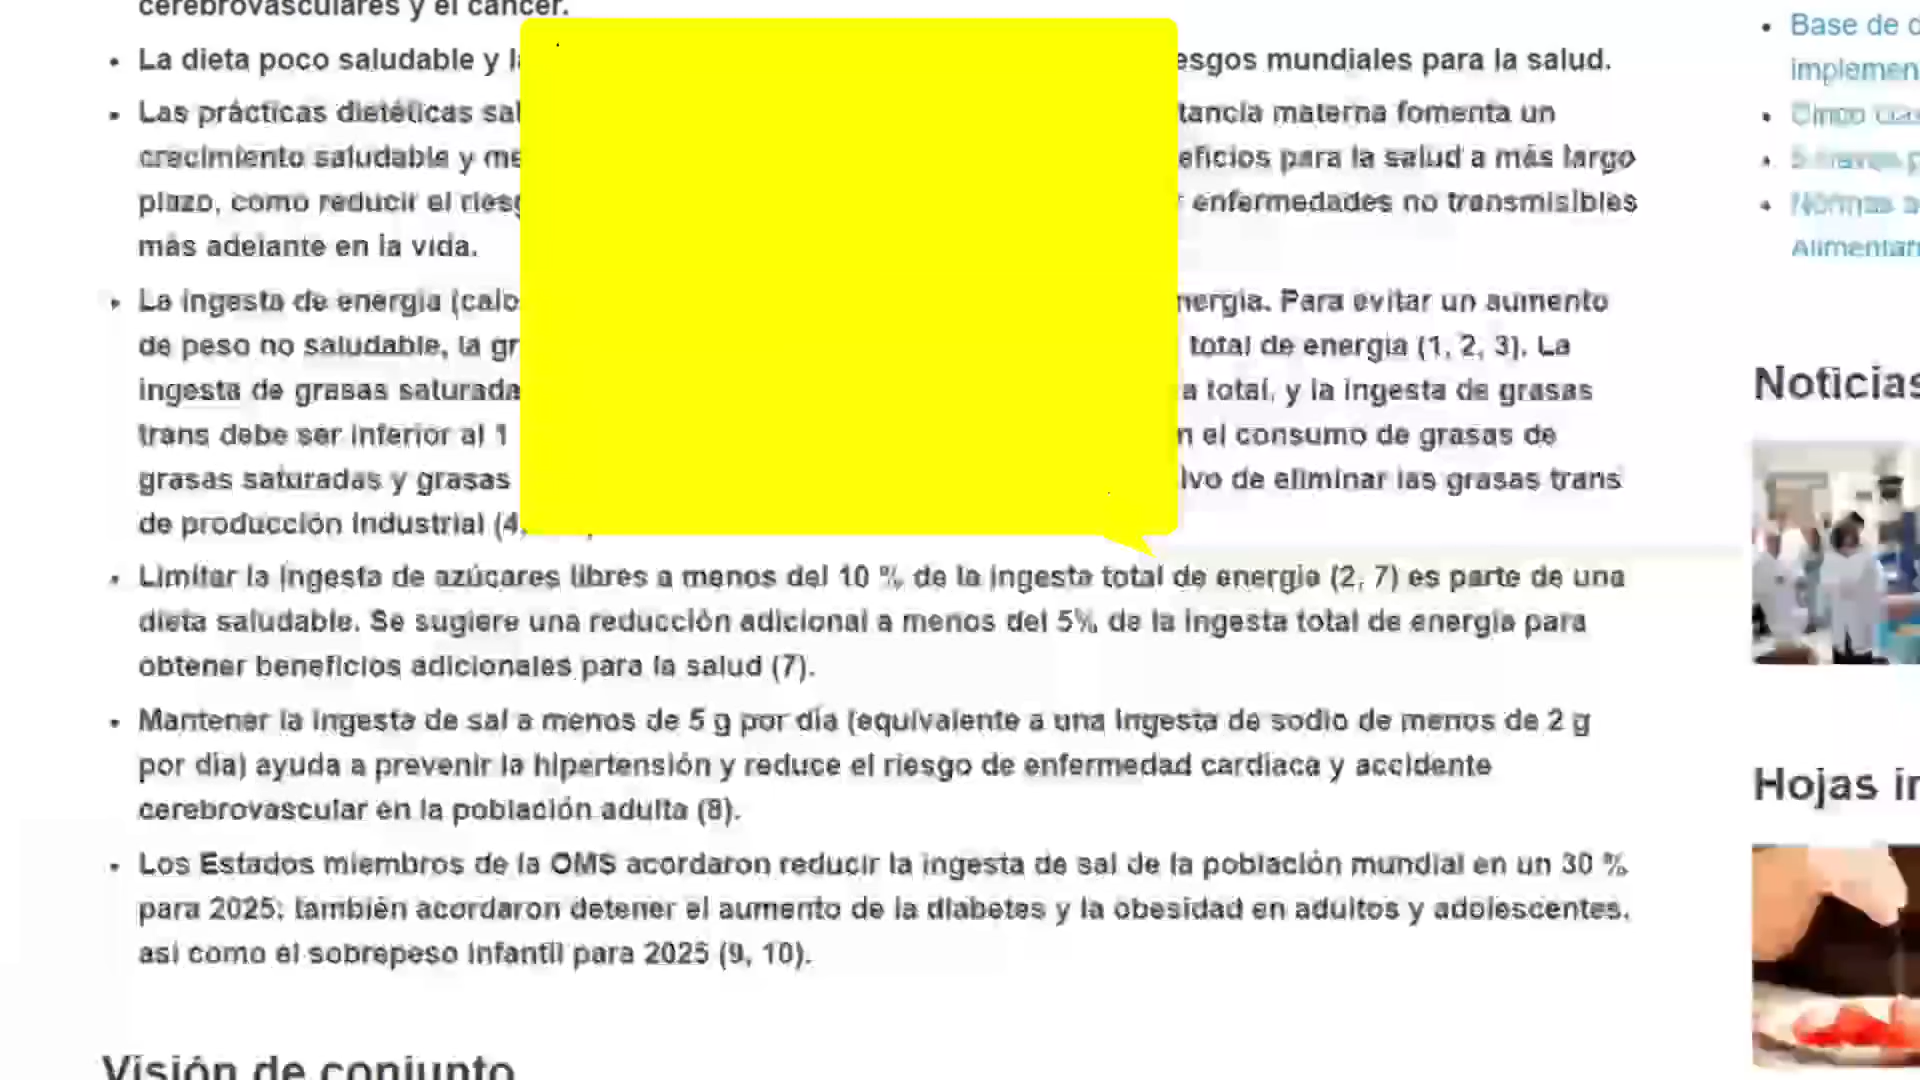 cerebrovasculares y el cáncer.
La dieta poco saludable y la
esgos mundiales para la salud.
Las prácticas dietéticas sal
tancia materna fomenta un
crecimiento saludable y me
eficios para la salud a más largo
plazo, como reducir el riesg
r enfermedades no transmisibles
más adelante en la vida.
La ingesta de energía (calo
nergía. Para evitar un aumento
de peso no saludable, la gr
total de energía (1, 2, 3). La
ingesta de grasas saturada
a total, y la ingesta de grasas
trans debe ser inferior al 1
n el consumo de grasas de
grasas saturadas y grasas
ivo de eliminar las grasas trans
de producción industrial (4,
Limitar la ingesta de azúcares libres a menos del 10 % de la ingesta total de energía (2, 7) es parte de una
dieta saludable. Se sugiere una reducción adicional a menos del 5% de la ingesta total de energía para
obtener beneficios adicionales para la salud (7).
Mantener la ingesta de sal a menos de 5 g por día (equivalente a una ingesta de sodio de menos de 2 g
por día) ayuda a prevenir la hipertensión y reduce el riesgo de enfermedad cardíaca y accidente
cerebrovascular en la población adulta (8).
Los Estados miembros de la OMS acordaron reducir la ingesta de sal de la población mundial en un 30 %
para 2025; también acordaron detener el aumento de la diabetes y la obesidad en adultos y adolescentes,
así como el sobrepeso infantil para 2025 (9, 10).
Visión de conjunto
Base de d
implemen
Cinco
5 claves p
Normas a
Alimentari
Noticias
Hojas in